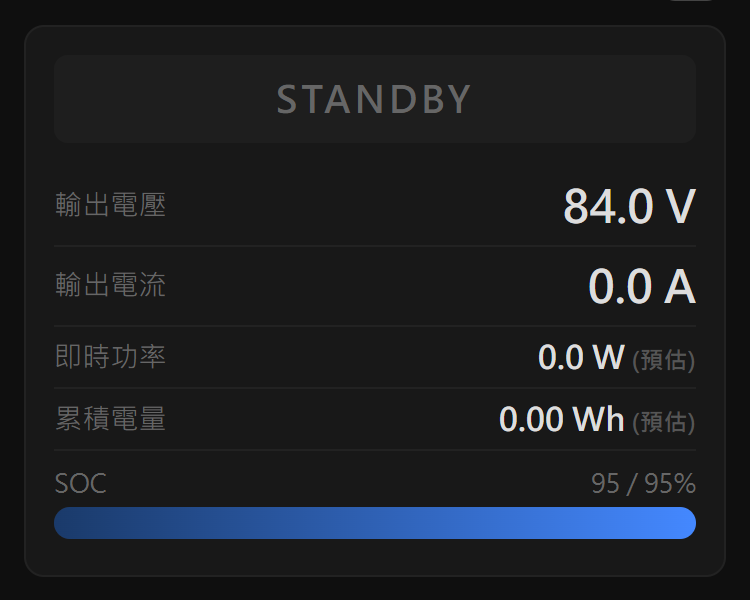 STANDBY
輸出電壓 84.0 V
輸出電流 0.0 A
即時功率 0.0 W (預估)
累積電量 0.00 Wh (預估)
SOC 95 / 95%